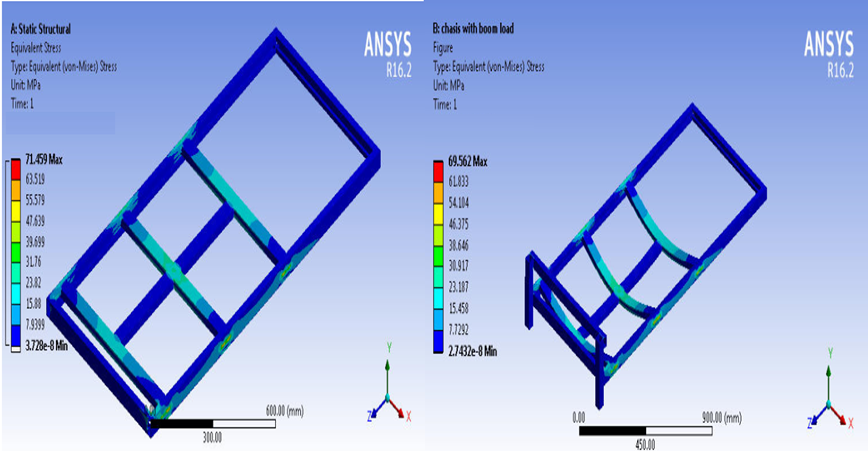 A: Static Structural
Equivalent Stress
Type: Equivalent (von-Mises) Stress
Unit: MPa
Time: 1
ANSYS
R16.2
71.459 Max
63.519
55.579
47.639
39.699
31.76
23.82
15.88
7.9399
3.728e-8 Min
Y
Z
X
600.00 (mm)
300.00
B: chasis with boom load
Figure
Type: Equivalent (von-Mises) Stress
Unit: MPa
Time: 1
ANSYS
R16.2
69.562 Max
61.833
54.104
46.375
38.646
30.917
23.187
15.458
7.7292
2.7432e-8 Min
Y
Z
X
0.00
900.00 (mm)
450.00